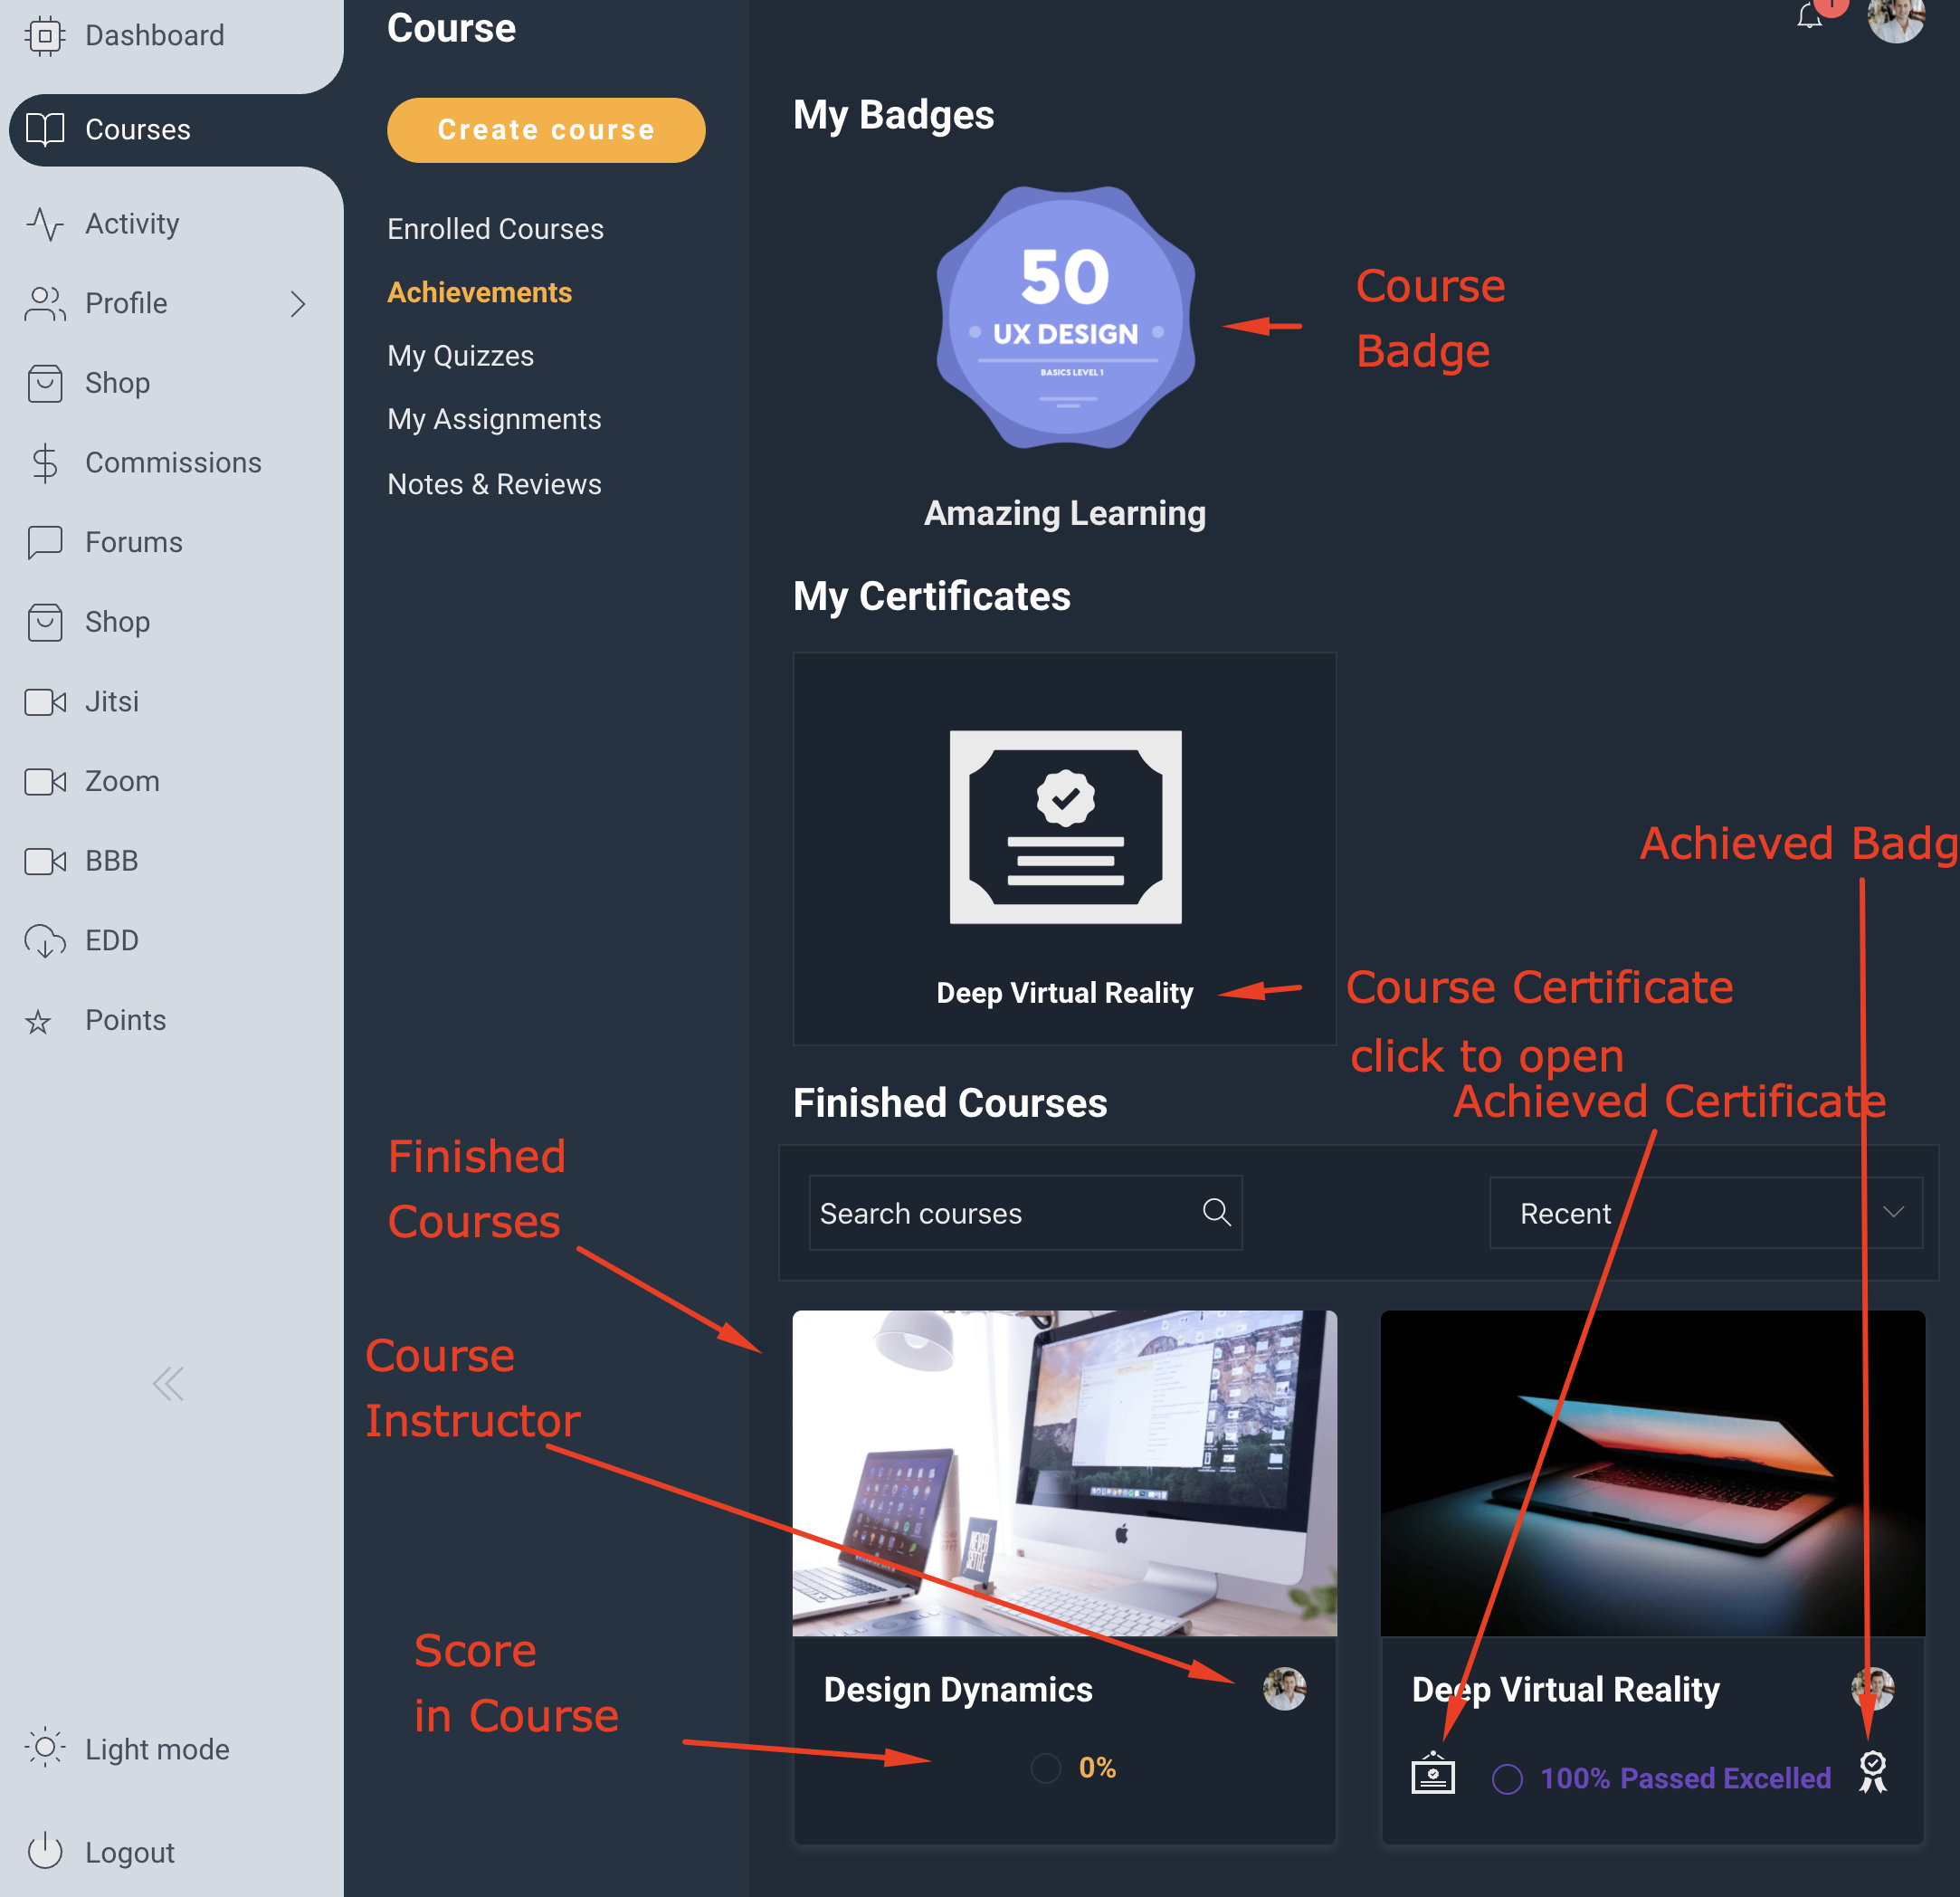 Dashboard
Courses
Activity
Profile
Shop
Commissions
Forums
Shop
Jitsi
Zoom
BBB
EDD
Points
Light mode
Logout
Course
Create course
Enrolled Courses
Achievements
My Quizzes
My Assignments
Notes & Reviews
My Badges
50
UX DESIGN
BASICS LEVEL 1
Course
Badge
Amazing Learning
My Certificates
Achieved Badg
Deep Virtual Reality
Course Certificate
click to open
Achieved Certificate
Finished Courses
Finished
Courses
Search courses
Recent
Course
Instructor
Score
in Course
Design Dynamics
0%
Deep Virtual Reality
100% Passed Excelled